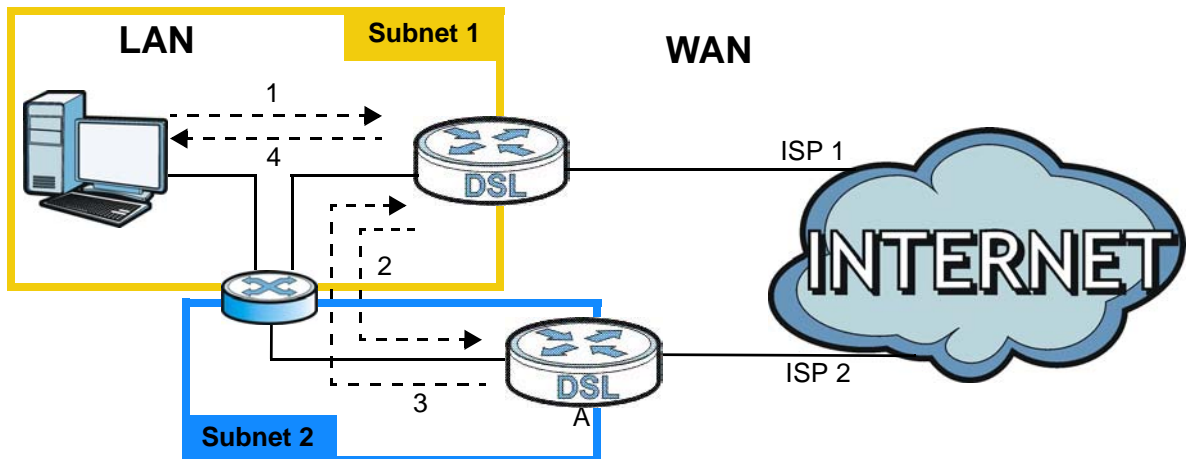 LAN
Subnet 1
WAN
1
4
DSL
ISP 1
INTERNET
2
DSL
ISP 2
3
A
Subnet 2